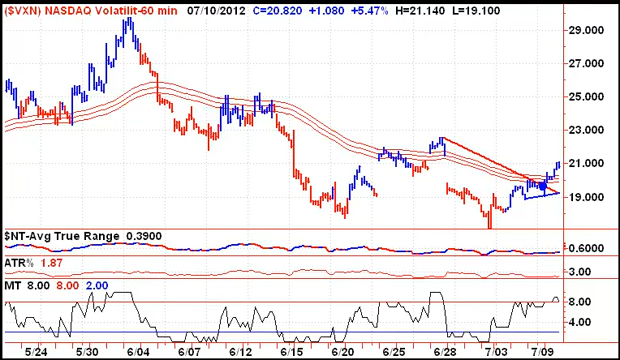 ($VXN) NASDAQ Volatilit-60 min 07/10/2012 C=20.820 +1.080 +5.47% H=21.140 L=19.100
29.000
27.000
25.000
23.000
21.000
19.000
$NT-Avg True Range 0.3900
0.6000
ATR% 1.87
3.00
MT 8.00 8.00 2.00
8.00
4.00
5/24 5/30 6/04 6/07 6/12 6/15 6/20 6/25 6/28 7/03 7/09